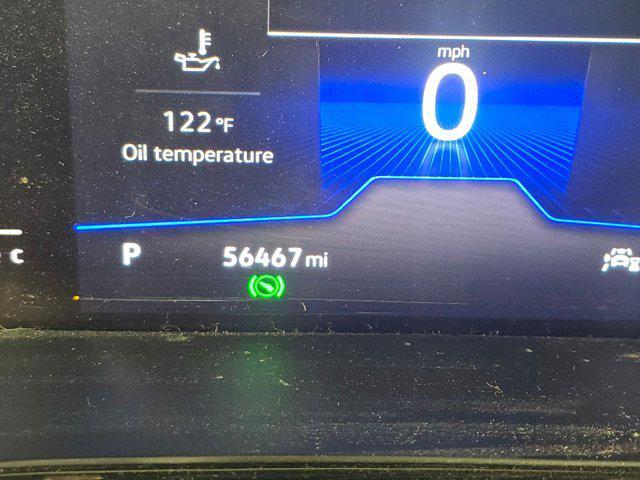 mph
0
122°F
Oil temperature
c
P
56467 mi